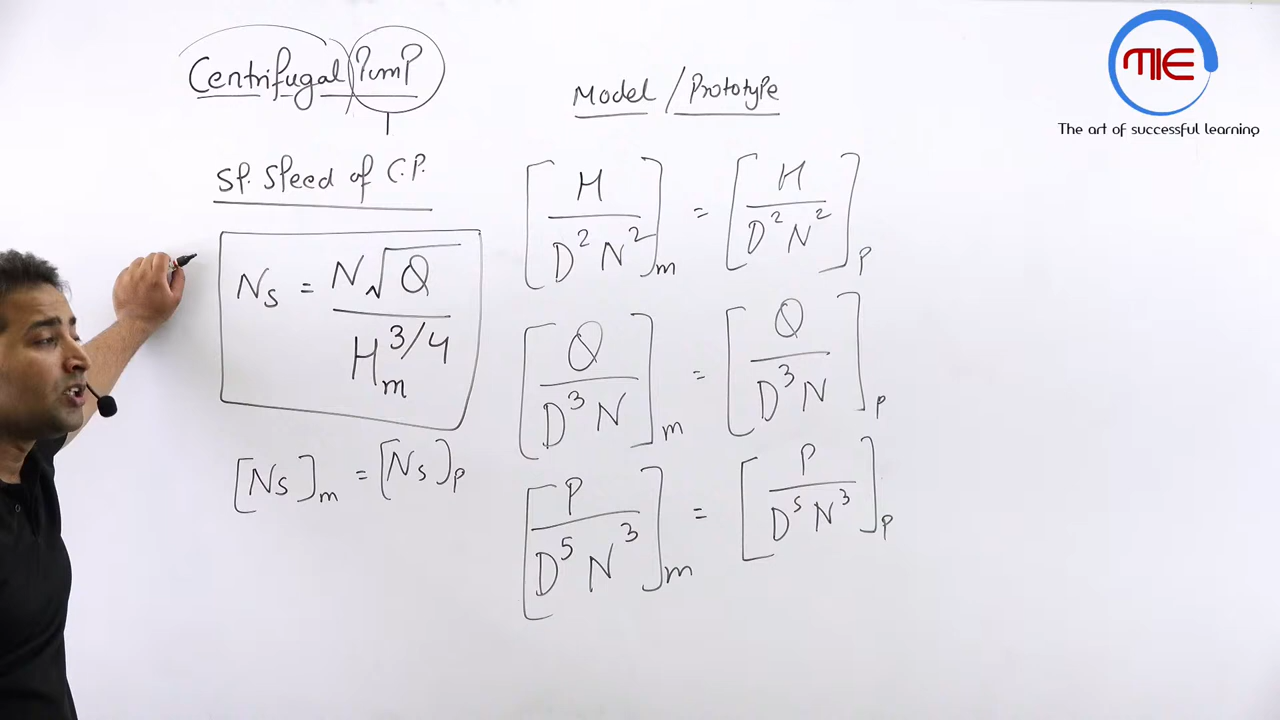 Centrifugal Pump
Sp. Speed of C.P.
Ns = N√Q / Hm^3/4
[Ns]m = [Ns]p
Model / Prototype
[H / D²N²]m = [H / D²N²]p
[Q / D³N]m = [Q / D³N]p
[P / D⁵N³]m = [P / D⁵N³]p
MIE
The art of successful learning